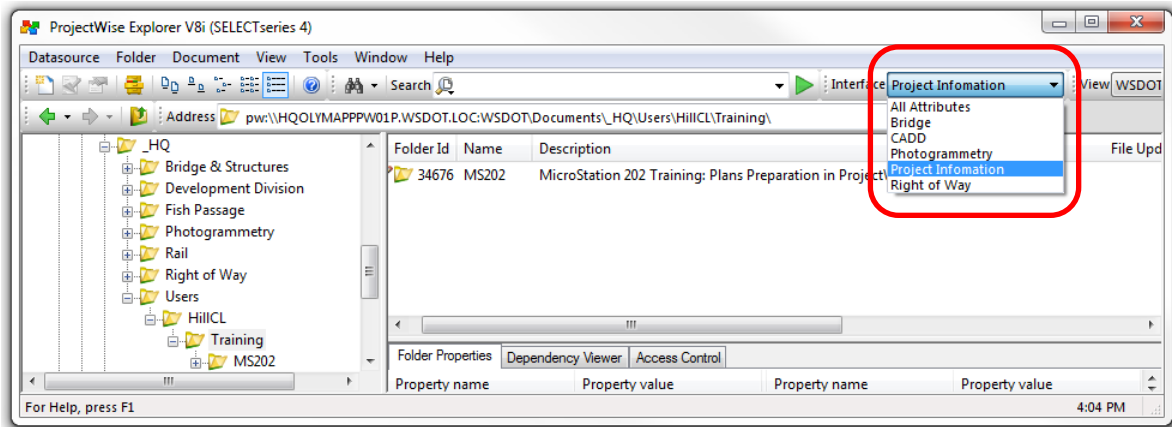 ProjectWise Explorer V8i (SELECTseries 4)
Datasource Folder Document View Tools Window Help
Search Interface Project Infomation View WSDOT
Address pw:\\HQOLYMAPPPW01P.WSDOT.LOC:WSDOT\Documents\_HQ\Users\HillCL\Training\
All Attributes
Bridge
CADD
Photogrammetry
Project Infomation
Right of Way
_HQ
Bridge & Structures
Development Division
Fish Passage
Photogrammetry
Rail
Right of Way
Users
HillCL
Training
MS202
Folder Id Name Description File Upd
34676 MS202 MicroStation 202 Training: Plans Preparation in Project
Folder Properties Dependency Viewer Access Control
Property name Property value Property name Property value
For Help, press F1 4:04 PM